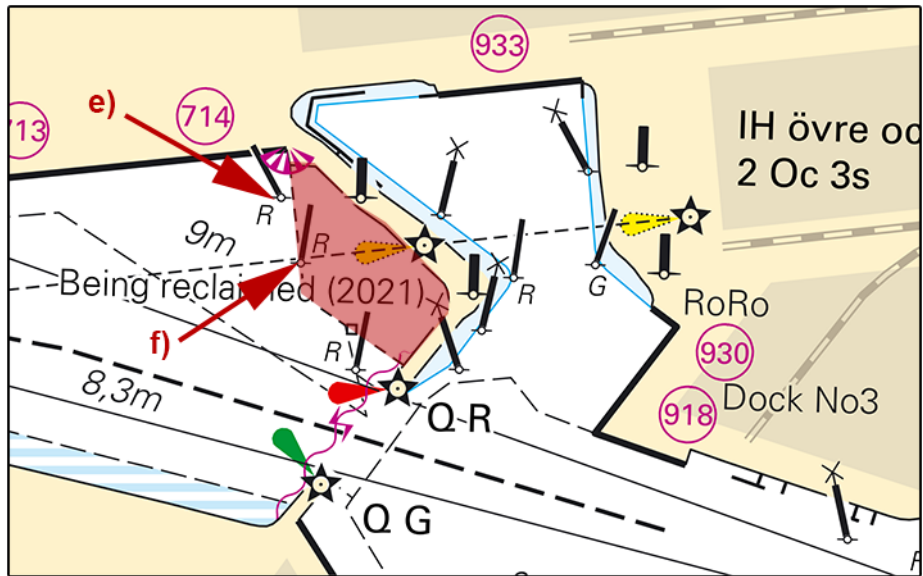 933
e)
714
713
IH övre oc
2 Oc 3s
R
9m
R
Being reclaimed (2021)
R
G
RoRo
f)
R
930
8,3m
918
Dock No3
Q R
Q G